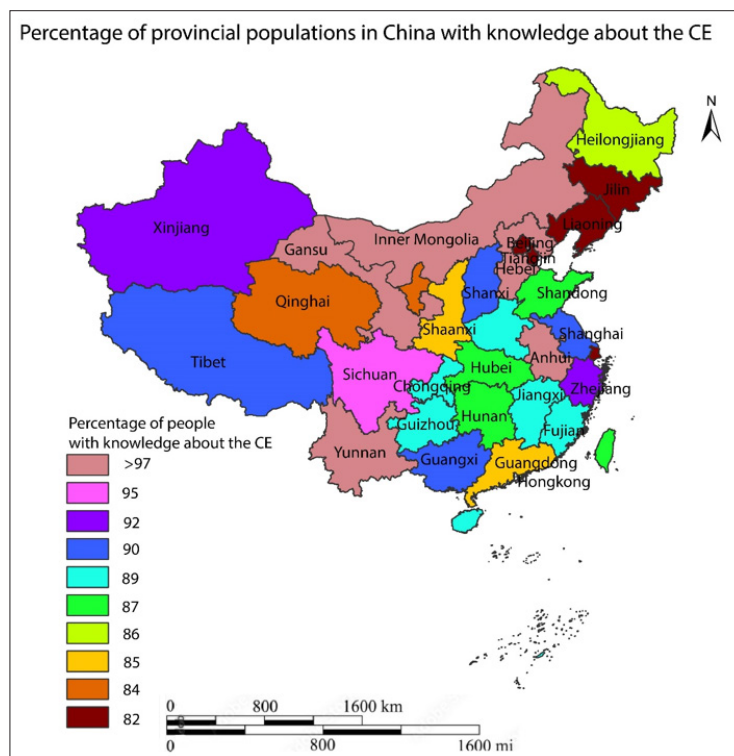 Percentage of provincial populations in China with knowledge about the CE
N
Heilongjiang
Jilin
Xinjiang
Liaoning
Inner Mongolia
Beijing
Gansu
Tiangjin
Hebei
Qinghai
Shanxi
Shandong
Shaanxi
Shanghai
Tibet
Anhui
Sichuan
Hubei
Chongqing
Zhejiang
Jiangxi
Hunan
Guizhou
Fujian
Percentage of people
with knowledge about the CE
Yunnan
Guangxi
Guangdong
Hongkong
>97
95
92
90
89
87
86
85
84
82
0 800 1600 km
0 800 1600 mi